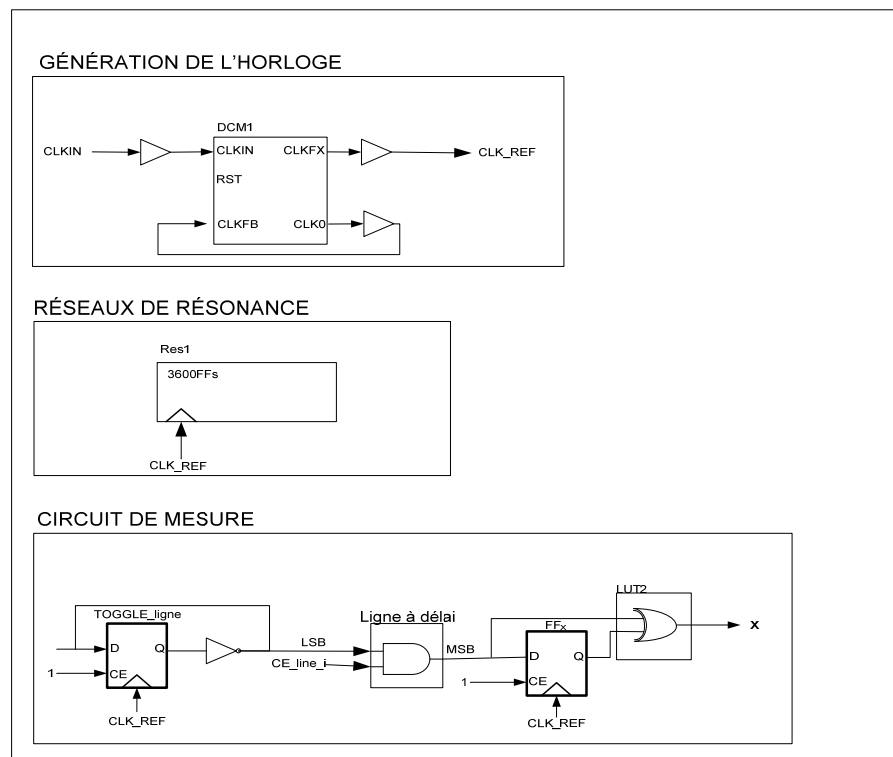 GÉNÉRATION DE L'HORLOGE
DCM1
CLKIN
CLKIN
CLKFX
CLK_REF
RST
CLKFB
CLK0
RÉSEAUX DE RÉSONANCE
Res1
3600FFs
CLK_REF
CIRCUIT DE MESURE
LUT2
TOGGLE_ligne
Ligne à délai
FFx
x
D
Q
LSB
MSB
D
Q
CE_line_i
1
CE
1
CE
CLK_REF
CLK_REF